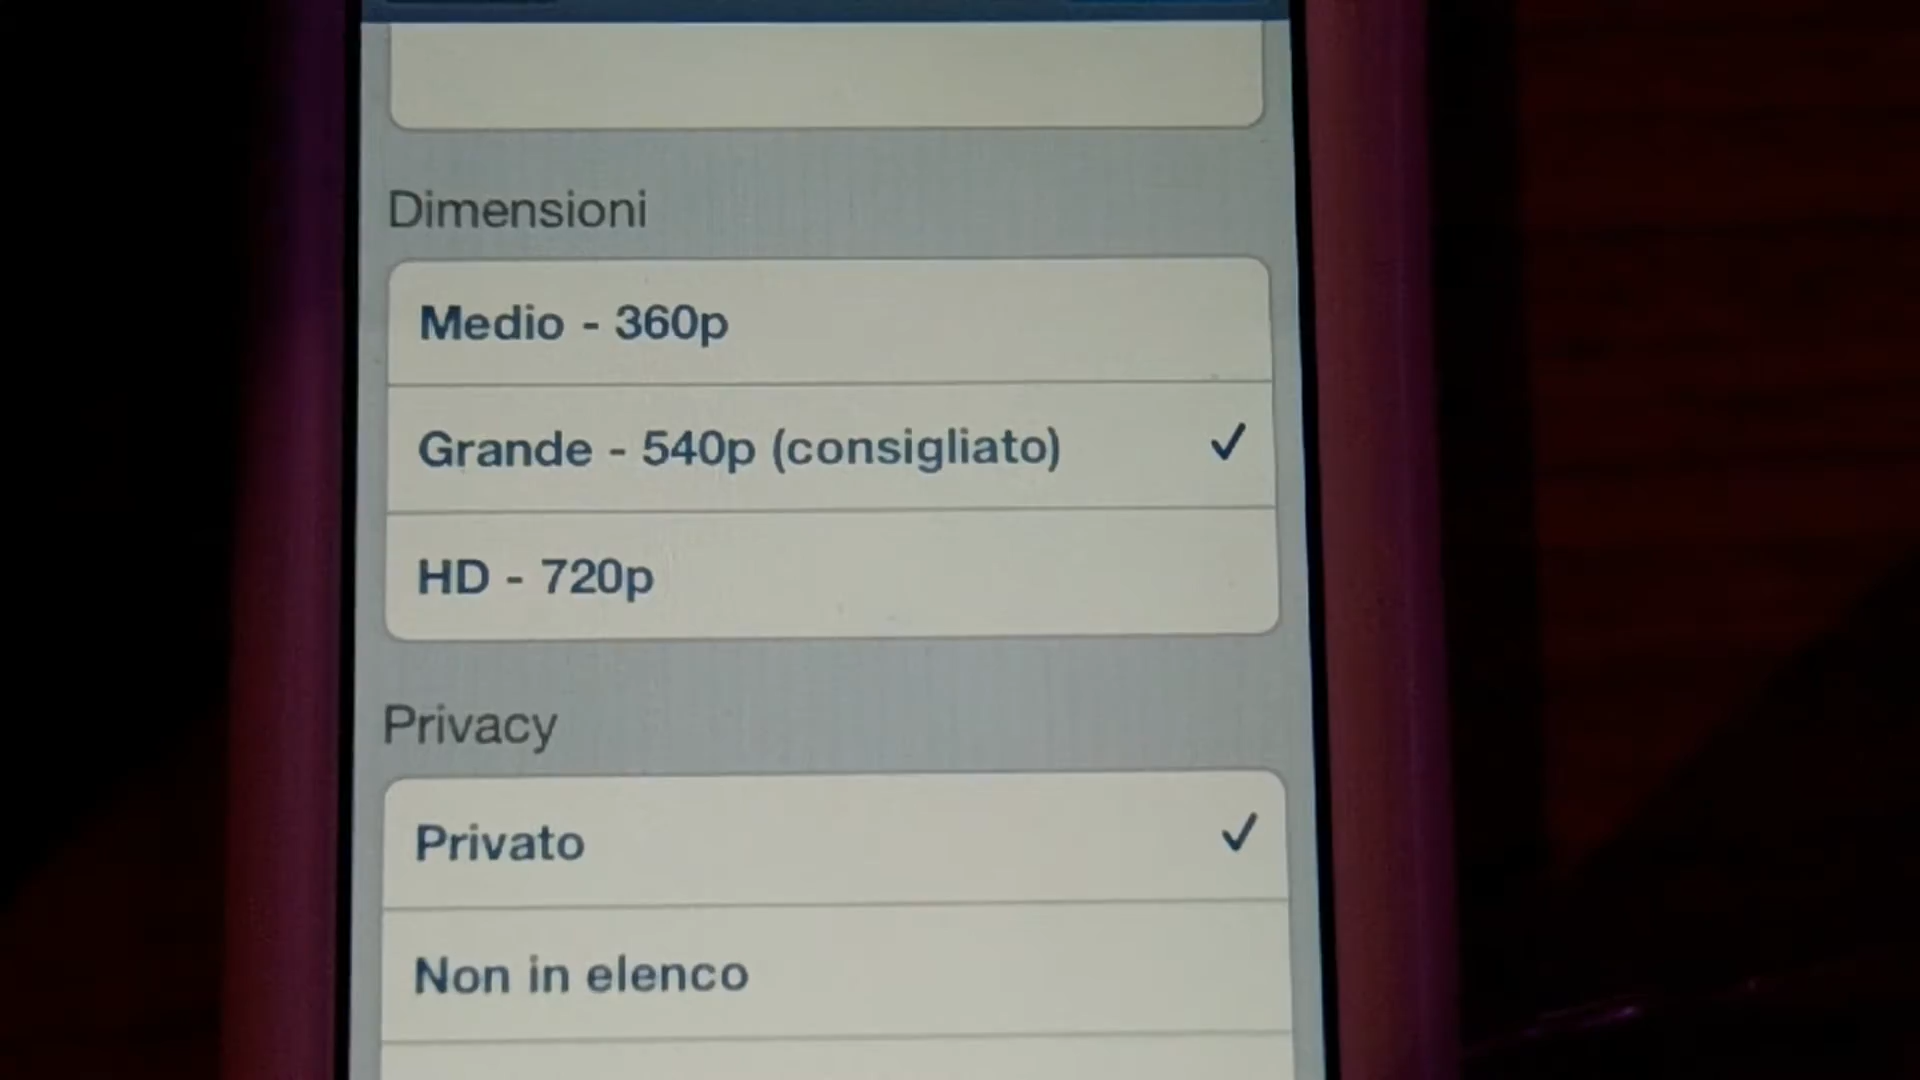 Dimensioni
Medio - 360p
Grande - 540p (consigliato)
HD - 720p
Privacy
Privato
Non in elenco